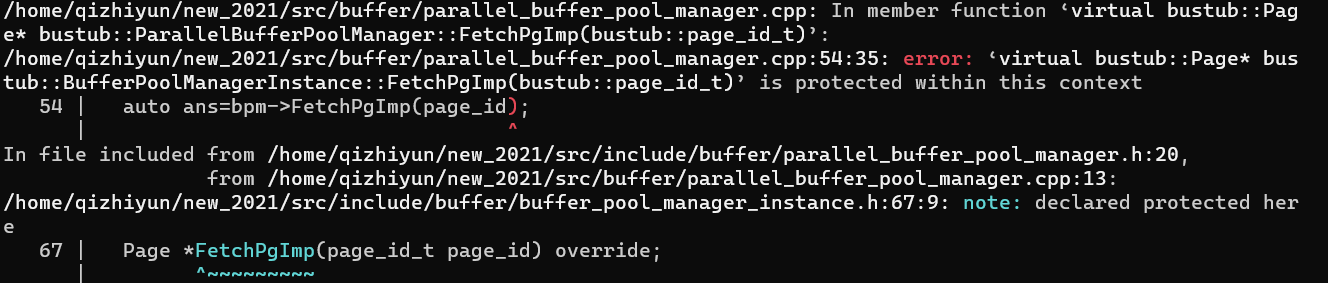 /home/qizhiyun/new_2021/src/buffer/parallel_buffer_pool_manager.cpp: In member function ‘virtual bustub::Pag
e* bustub::ParallelBufferPoolManager::FetchPgImp(bustub::page_id_t)’:
/home/qizhiyun/new_2021/src/buffer/parallel_buffer_pool_manager.cpp:54:35: error: ‘virtual bustub::Page* bus
tub::BufferPoolManagerInstance::FetchPgImp(bustub::page_id_t)’ is protected within this context
   54 |   auto ans=bpm->FetchPgImp(page_id);
      |                                   ^
In file included from /home/qizhiyun/new_2021/src/include/buffer/parallel_buffer_pool_manager.h:20,
                 from /home/qizhiyun/new_2021/src/buffer/parallel_buffer_pool_manager.cpp:13:
/home/qizhiyun/new_2021/src/include/buffer/buffer_pool_manager_instance.h:67:9: note: declared protected her
e
   67 |   Page *FetchPgImp(page_id_t page_id) override;
      |         ^~~~~~~~~~